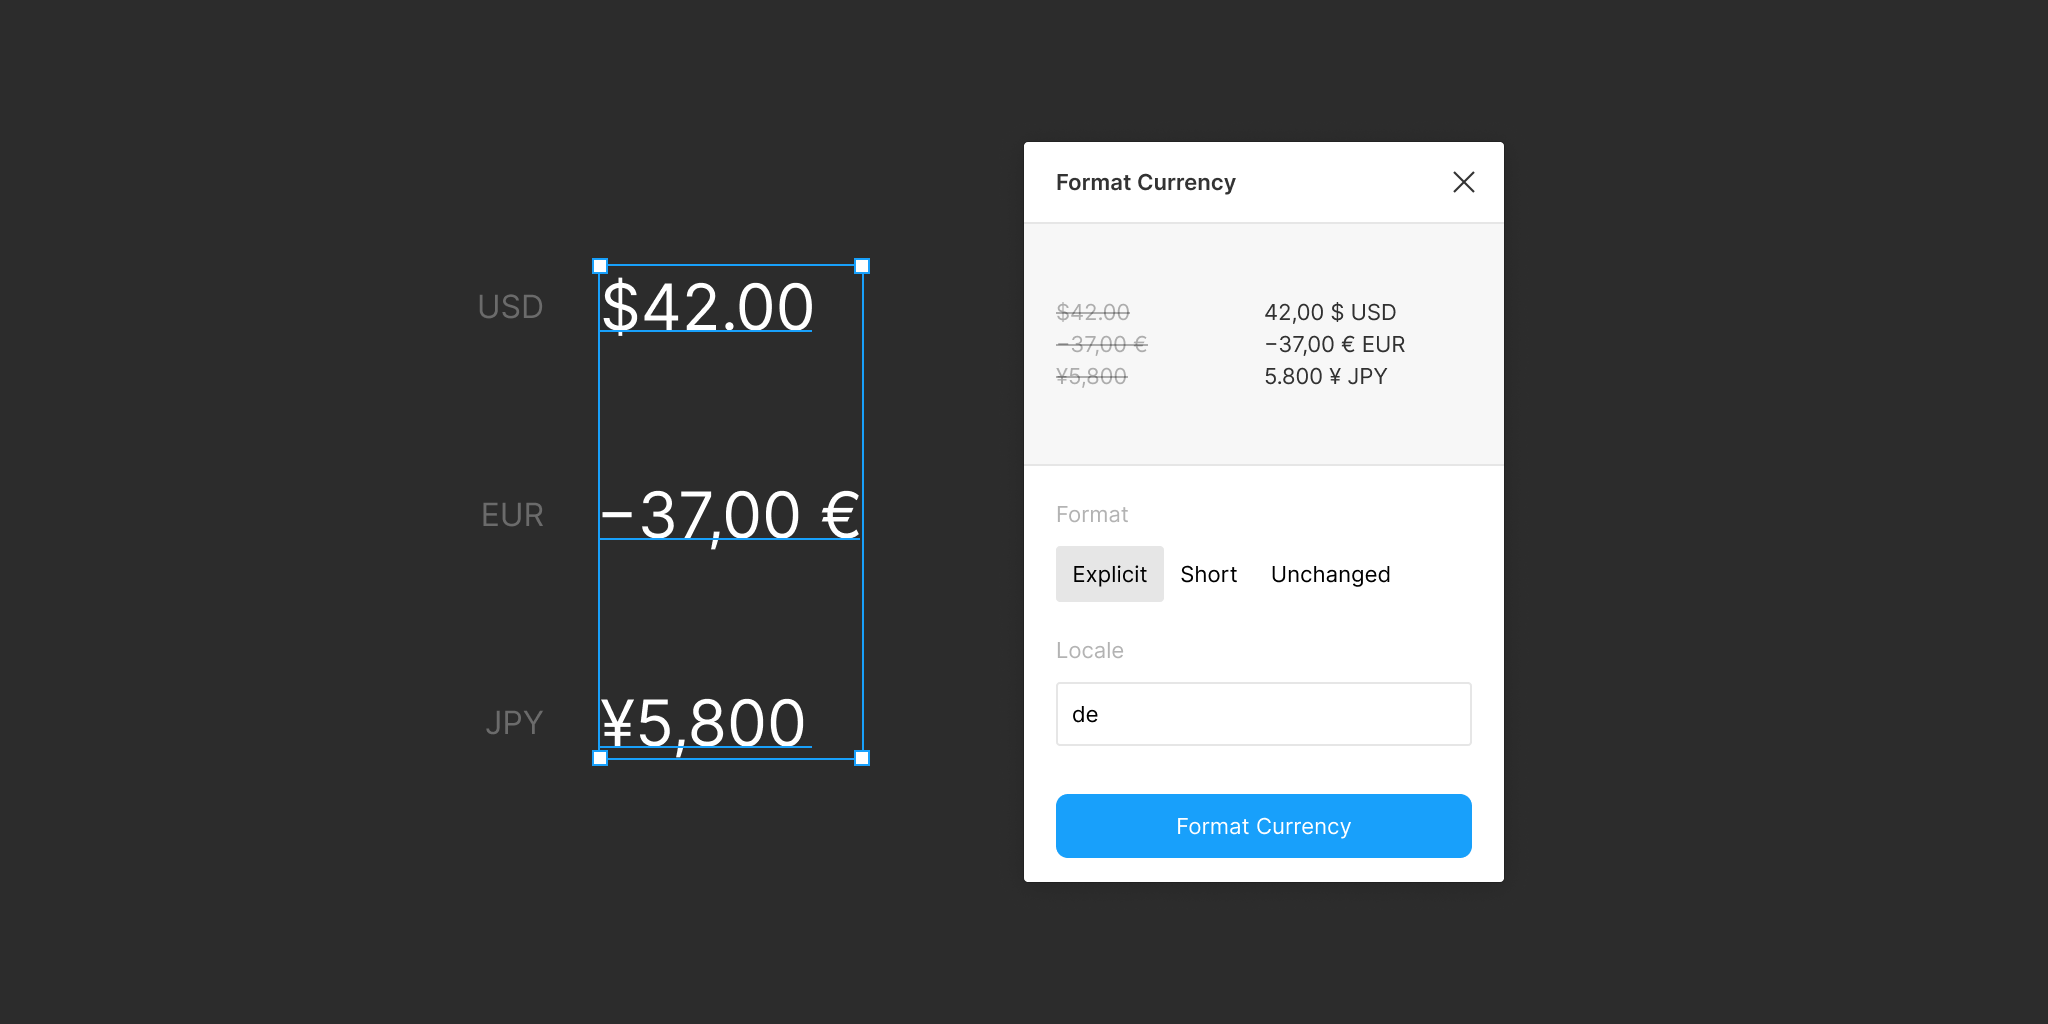 USD
$42.00
EUR
−37,00 €
JPY
¥5,800
Format Currency
$42.00 42,00 $ USD
−37,00 € −37,00 € EUR
¥5,800 5.800 ¥ JPY
Format
Explicit Short Unchanged
Locale
de
Format Currency